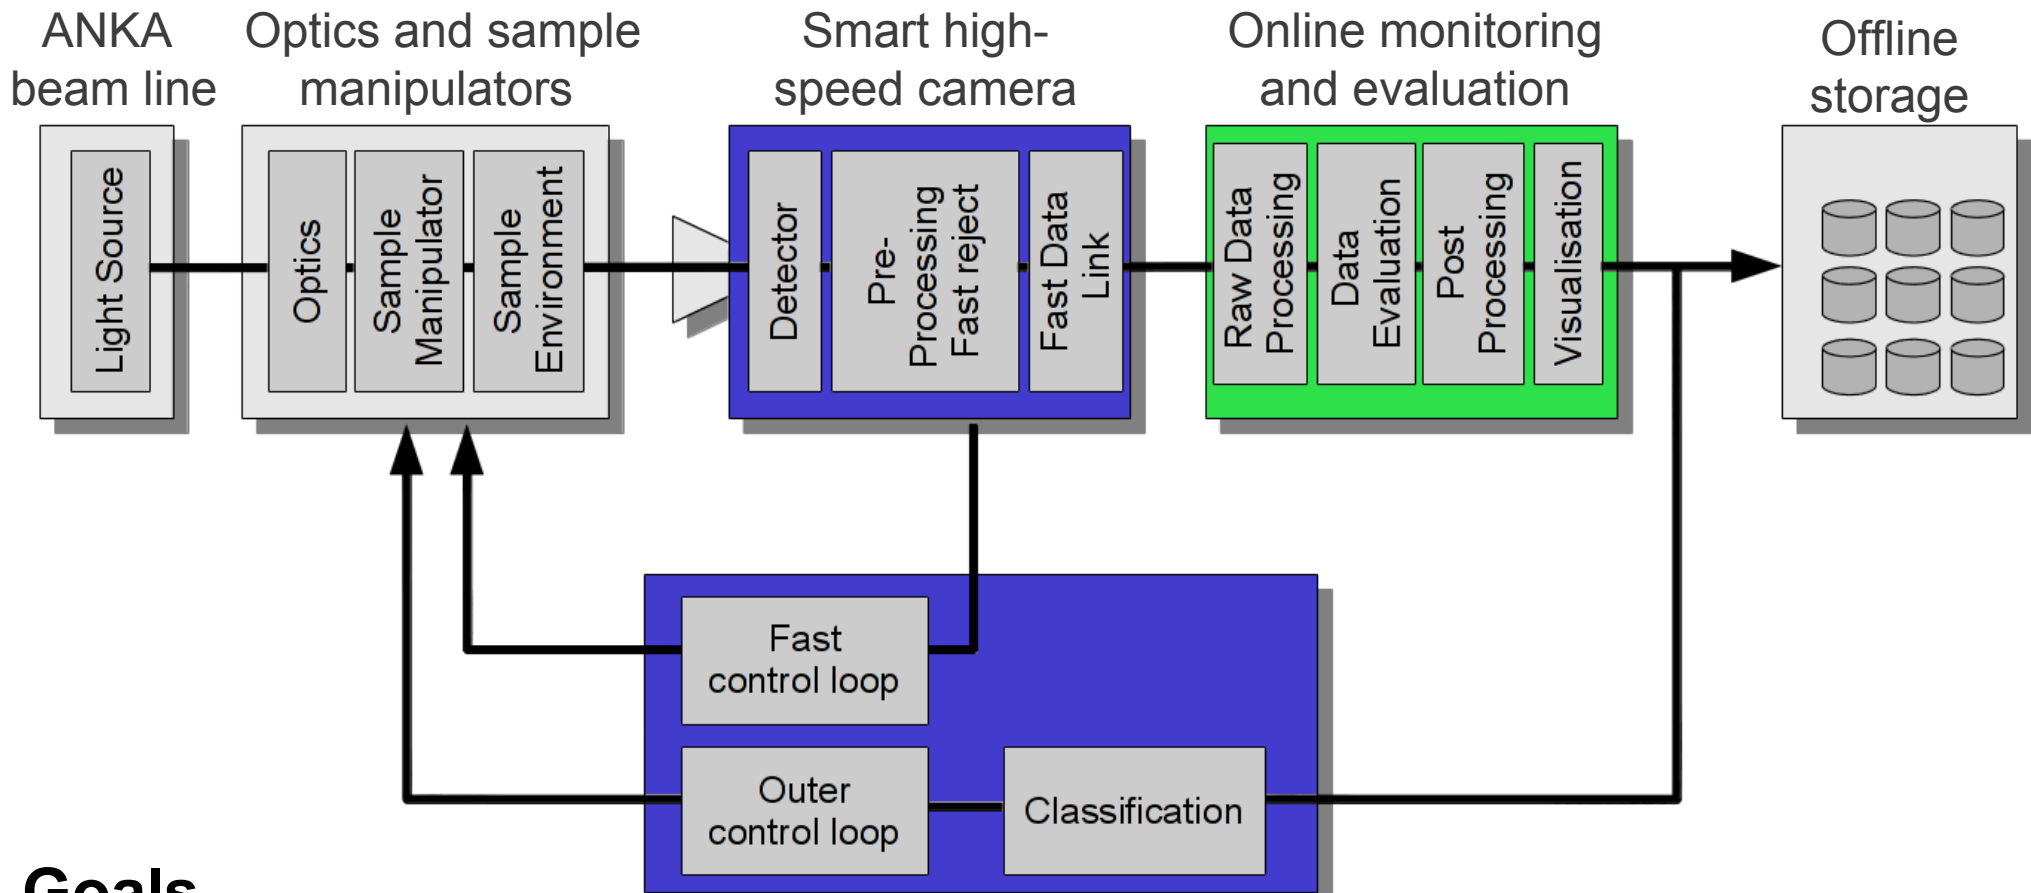 ANKA
beam line
Optics and sample
manipulators
Smart high-
speed camera
Online monitoring
and evaluation
Offline
storage
Light Source
Optics
Sample
Manipulator
Sample
Environment
Detector
Pre-
Processing
Fast reject
Fast Data
Link
Raw Data
Processing
Data
Evaluation
Post
Processing
Visualisation
Fast
control loop
Outer
control loop
Classification
Goals